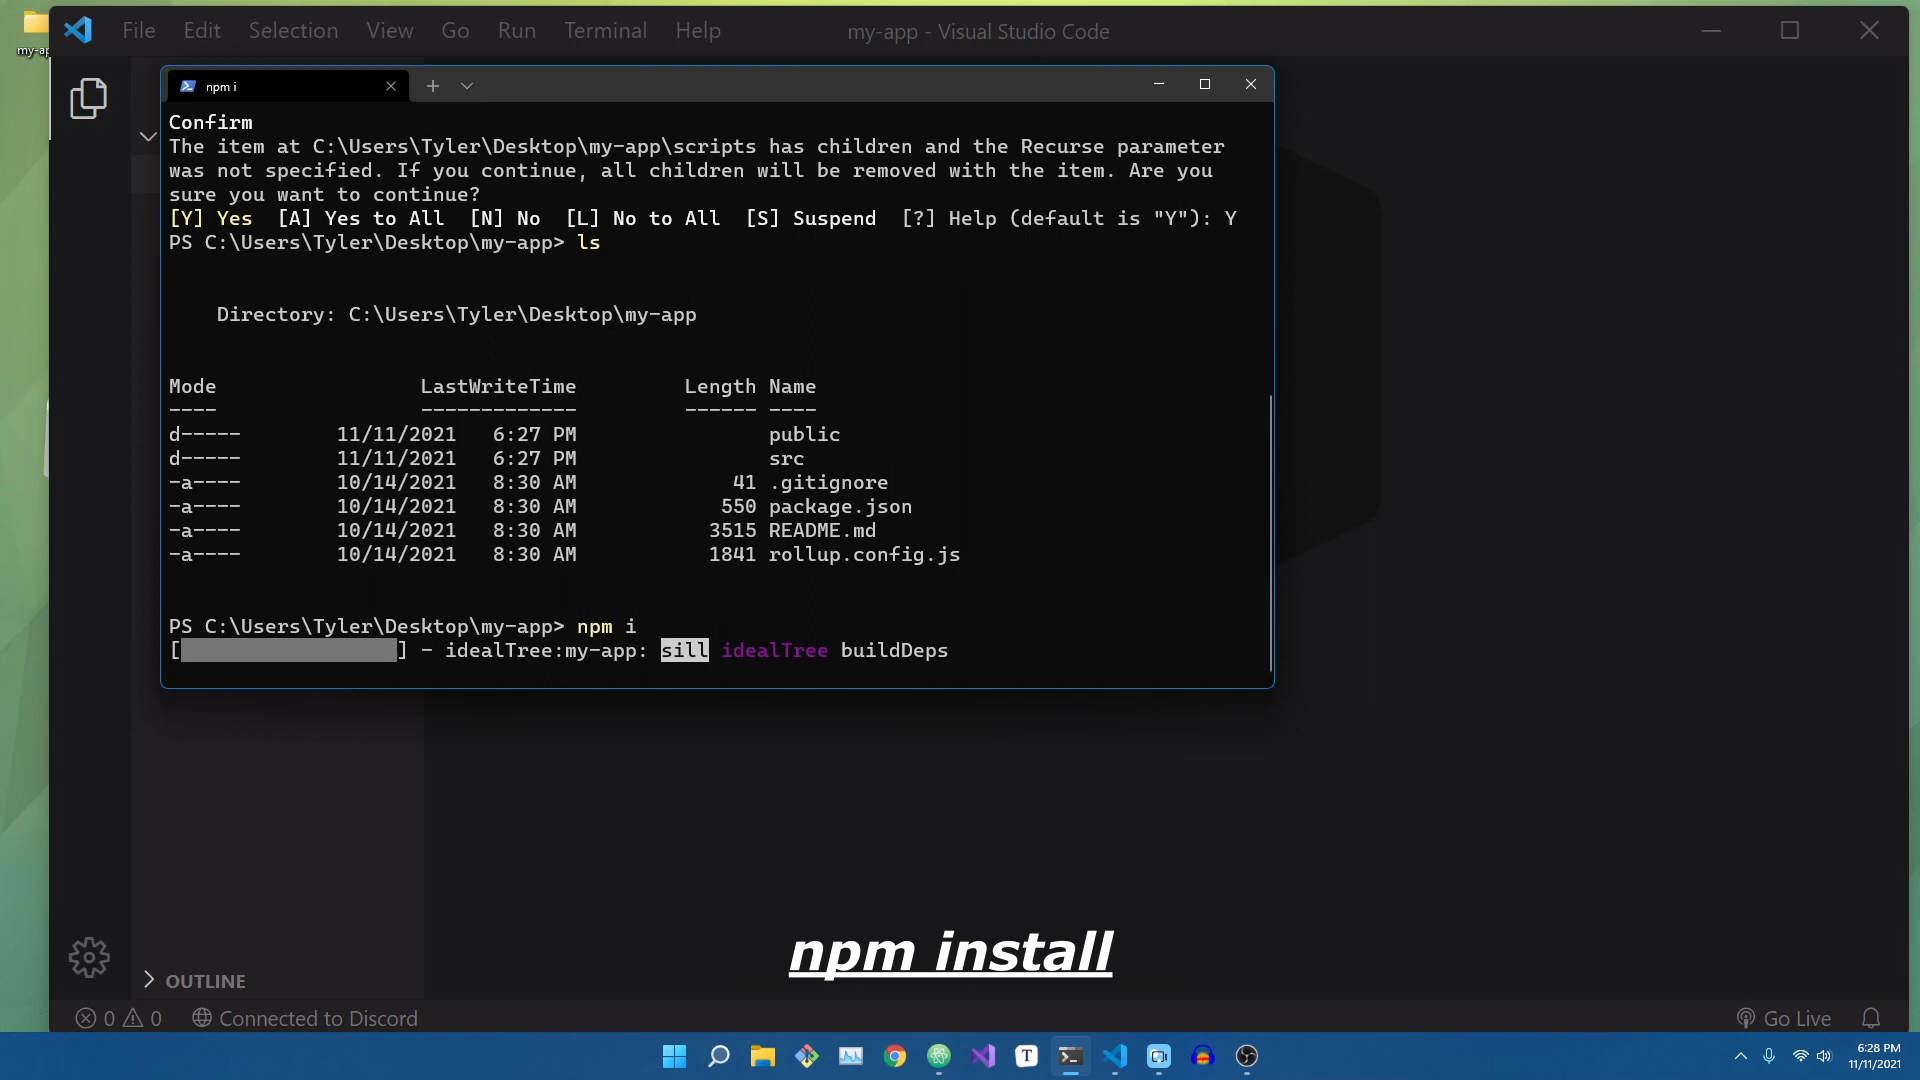 my-ap
File Edit Selection View Go Run Terminal Help my-app - Visual Studio Code
npm i
Confirm
The item at C:\Users\Tyler\Desktop\my-app\scripts has children and the Recurse parameter
was not specified. If you continue, all children will be removed with the item. Are you
sure you want to continue?
[Y] Yes  [A] Yes to All  [N] No  [L] No to All  [S] Suspend  [?] Help (default is "Y"): Y
PS C:\Users\Tyler\Desktop\my-app> ls
Directory: C:\Users\Tyler\Desktop\my-app
Mode LastWriteTime Length Name
---- ------------- ------ ----
d----- 11/11/2021 6:27 PM public
d----- 11/11/2021 6:27 PM src
-a---- 10/14/2021 8:30 AM 41 .gitignore
-a---- 10/14/2021 8:30 AM 550 package.json
-a---- 10/14/2021 8:30 AM 3515 README.md
-a---- 10/14/2021 8:30 AM 1841 rollup.config.js
PS C:\Users\Tyler\Desktop\my-app> npm i
[                  ] - idealTree:my-app: sill idealTree buildDeps
npm install
OUTLINE
0 0 Connected to Discord Go Live
T
6:28 PM
11/11/2021